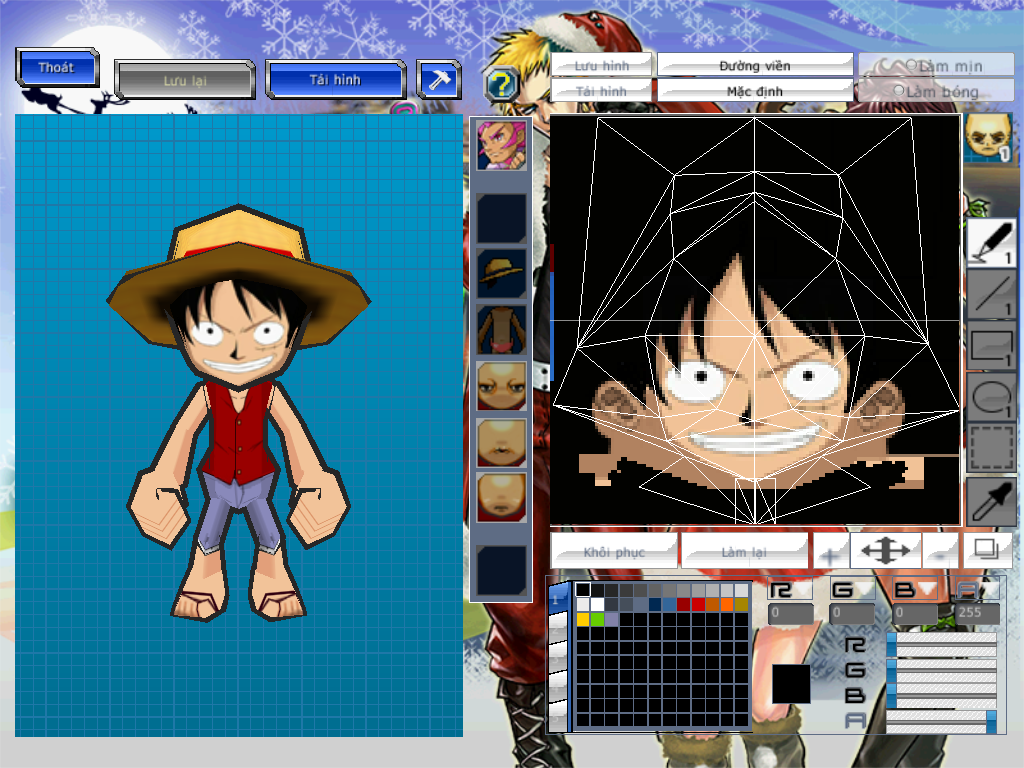 Thoát
Lưu lại
Tải hình
?
Lưu hình
Đường viền
Làm mịn
Tải hình
Mặc định
Làm bóng
1
1
1
1
1
Khôi phục
Làm lại
+
-
1
R
G
B
A
0
0
0
255
R
G
B
A